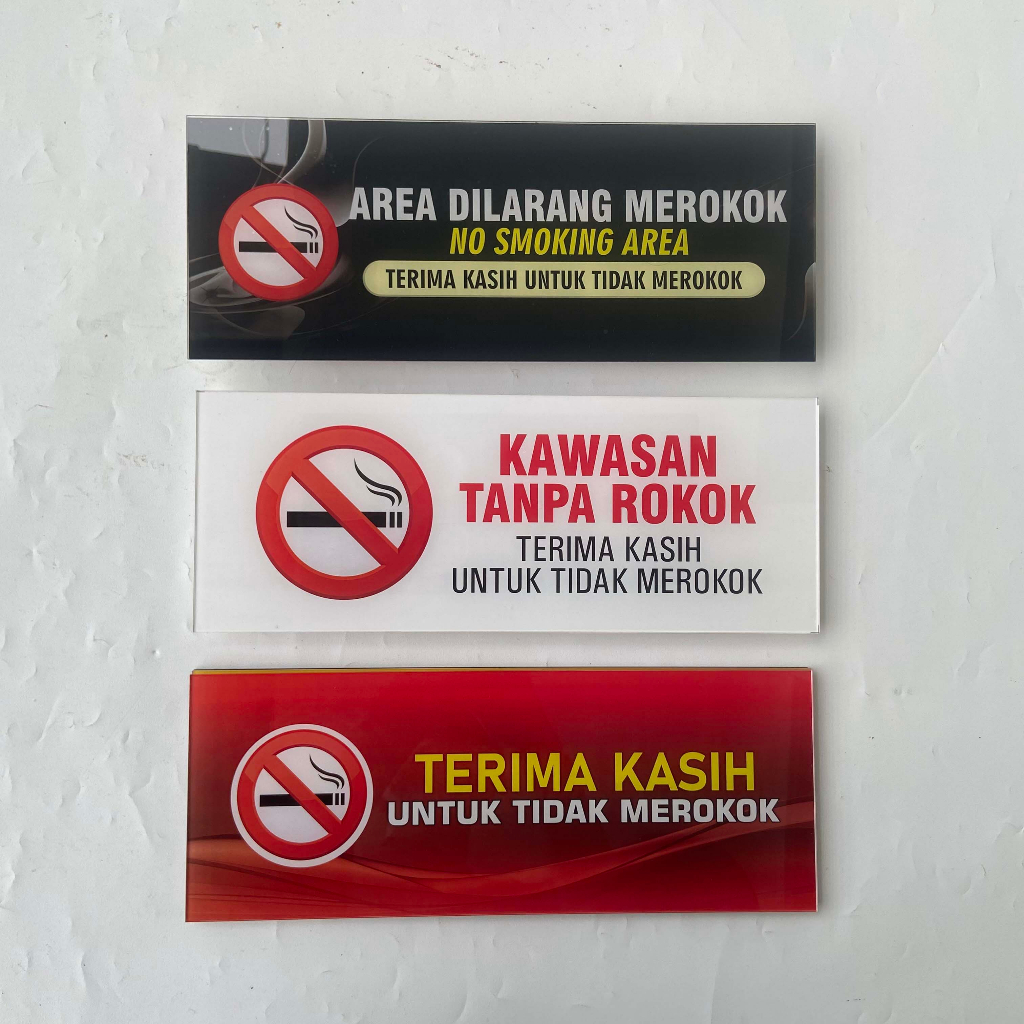 AREA DILARANG MEROKOK
NO SMOKING AREA
TERIMA KASIH UNTUK TIDAK MEROKOK
KAWASAN
TANPA ROKOK
TERIMA KASIH
UNTUK TIDAK MEROKOK
TERIMA KASIH
UNTUK TIDAK MEROKOK